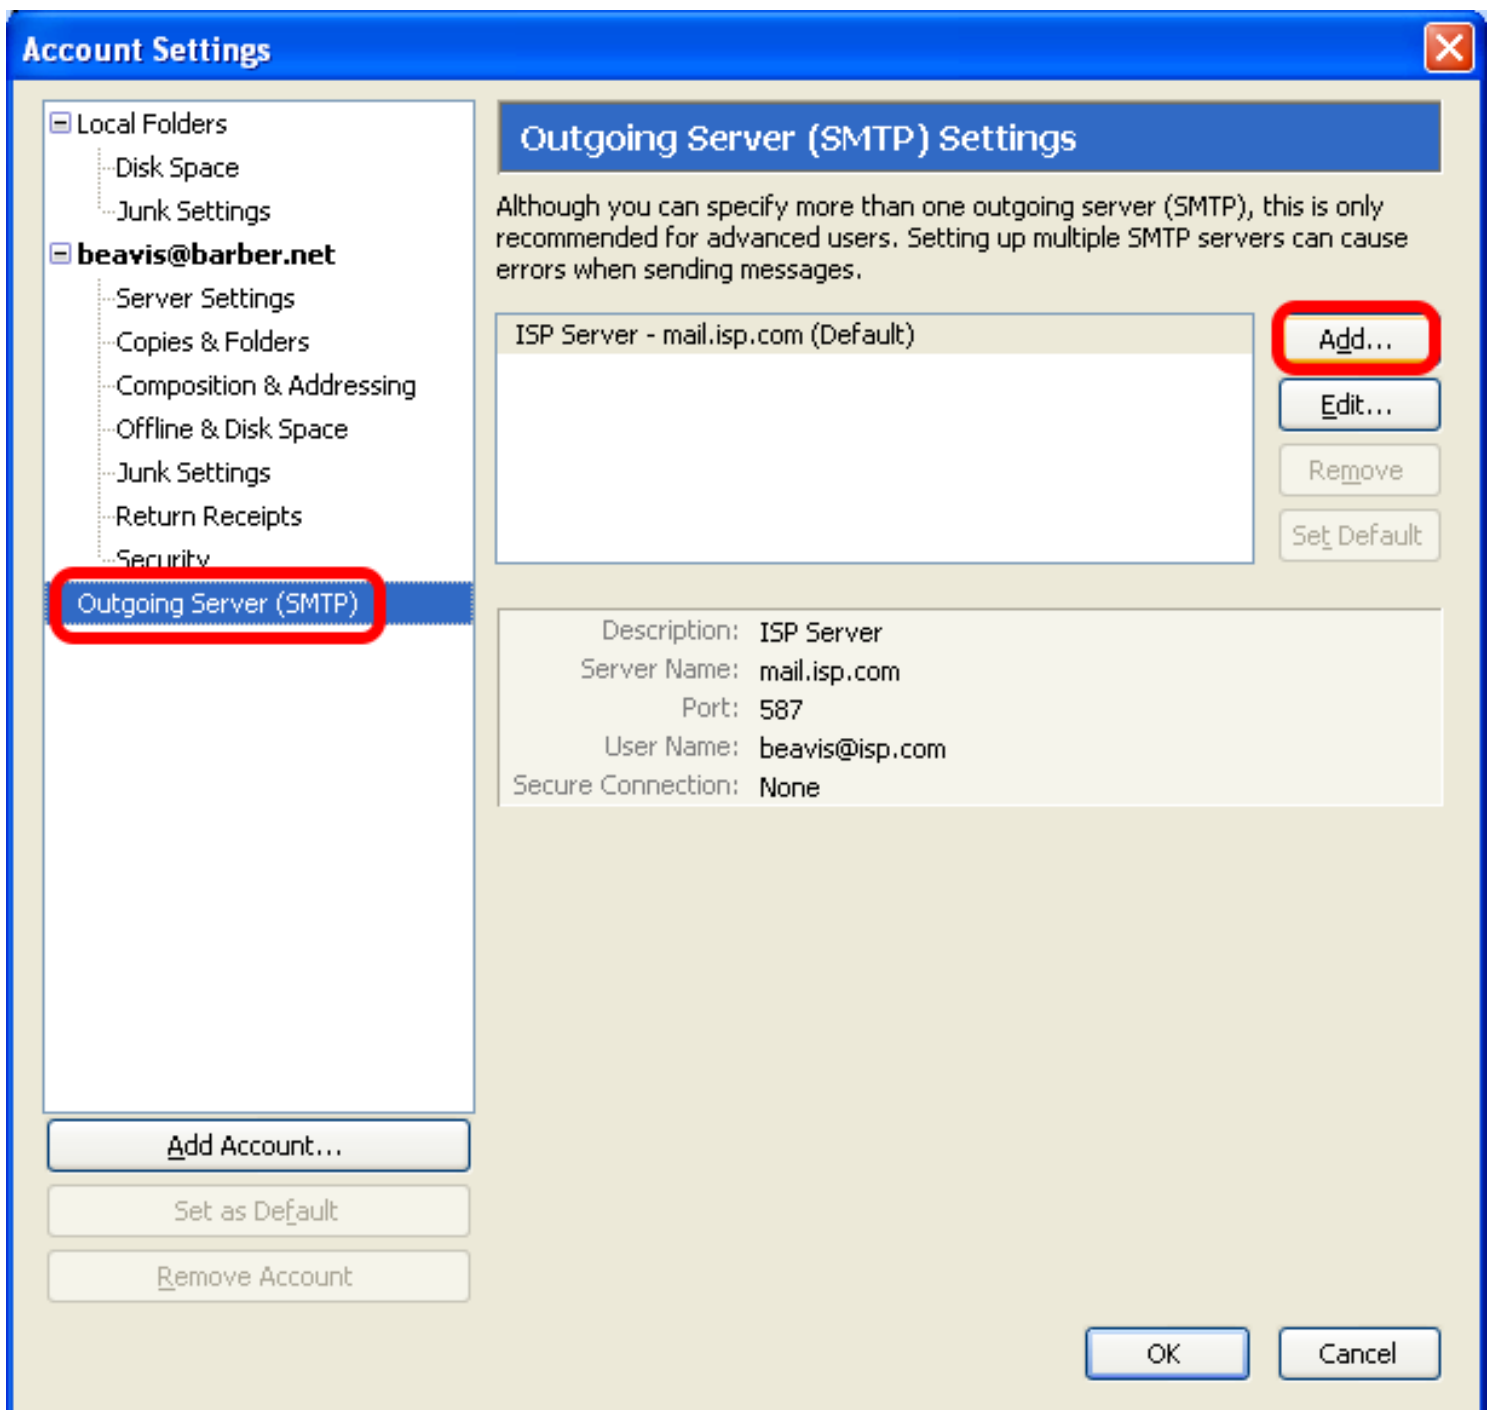 Account Settings
Local Folders
Disk Space
Junk Settings
beavis@barber.net
Server Settings
Copies & Folders
Composition & Addressing
Offline & Disk Space
Junk Settings
Return Receipts
Security
Outgoing Server (SMTP)
Add Account...
Set as Default
Remove Account
Outgoing Server (SMTP) Settings
Although you can specify more than one outgoing server (SMTP), this is only
recommended for advanced users. Setting up multiple SMTP servers can cause
errors when sending messages.
ISP Server - mail.isp.com (Default)
Add...
Edit...
Remove
Set Default
Description: ISP Server
Server Name: mail.isp.com
Port: 587
User Name: beavis@isp.com
Secure Connection: None
OK
Cancel